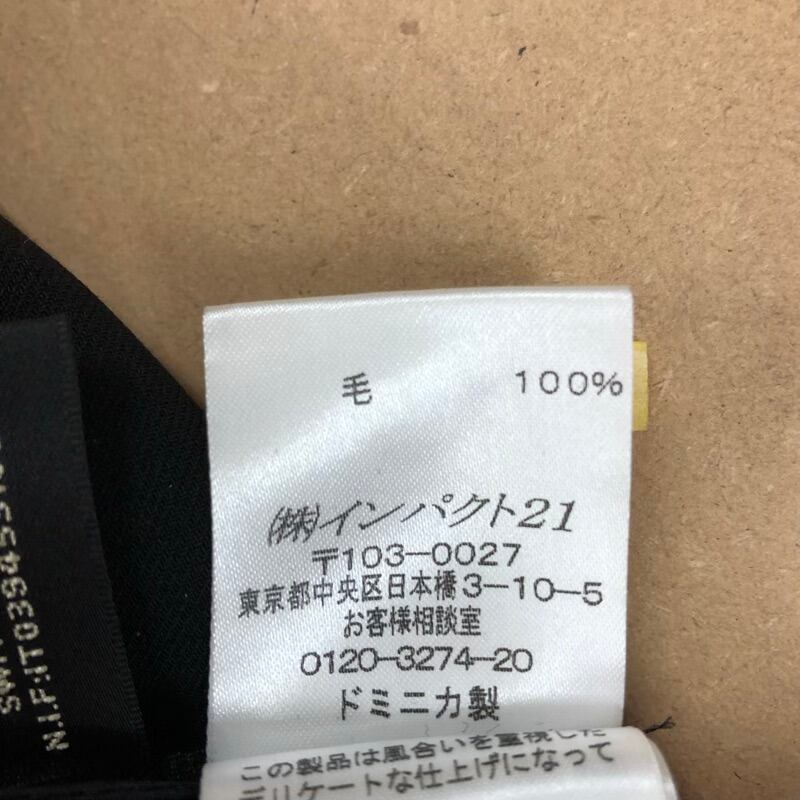 毛 100%
(株)インパクト21
〒103-0027
東京都中央区日本橋3-10-5
お客様相談室
0120-3274-20
ドミニカ製
この製品は風合いを重視した
デリケートな仕上げになって
N.I.F:IT0394551